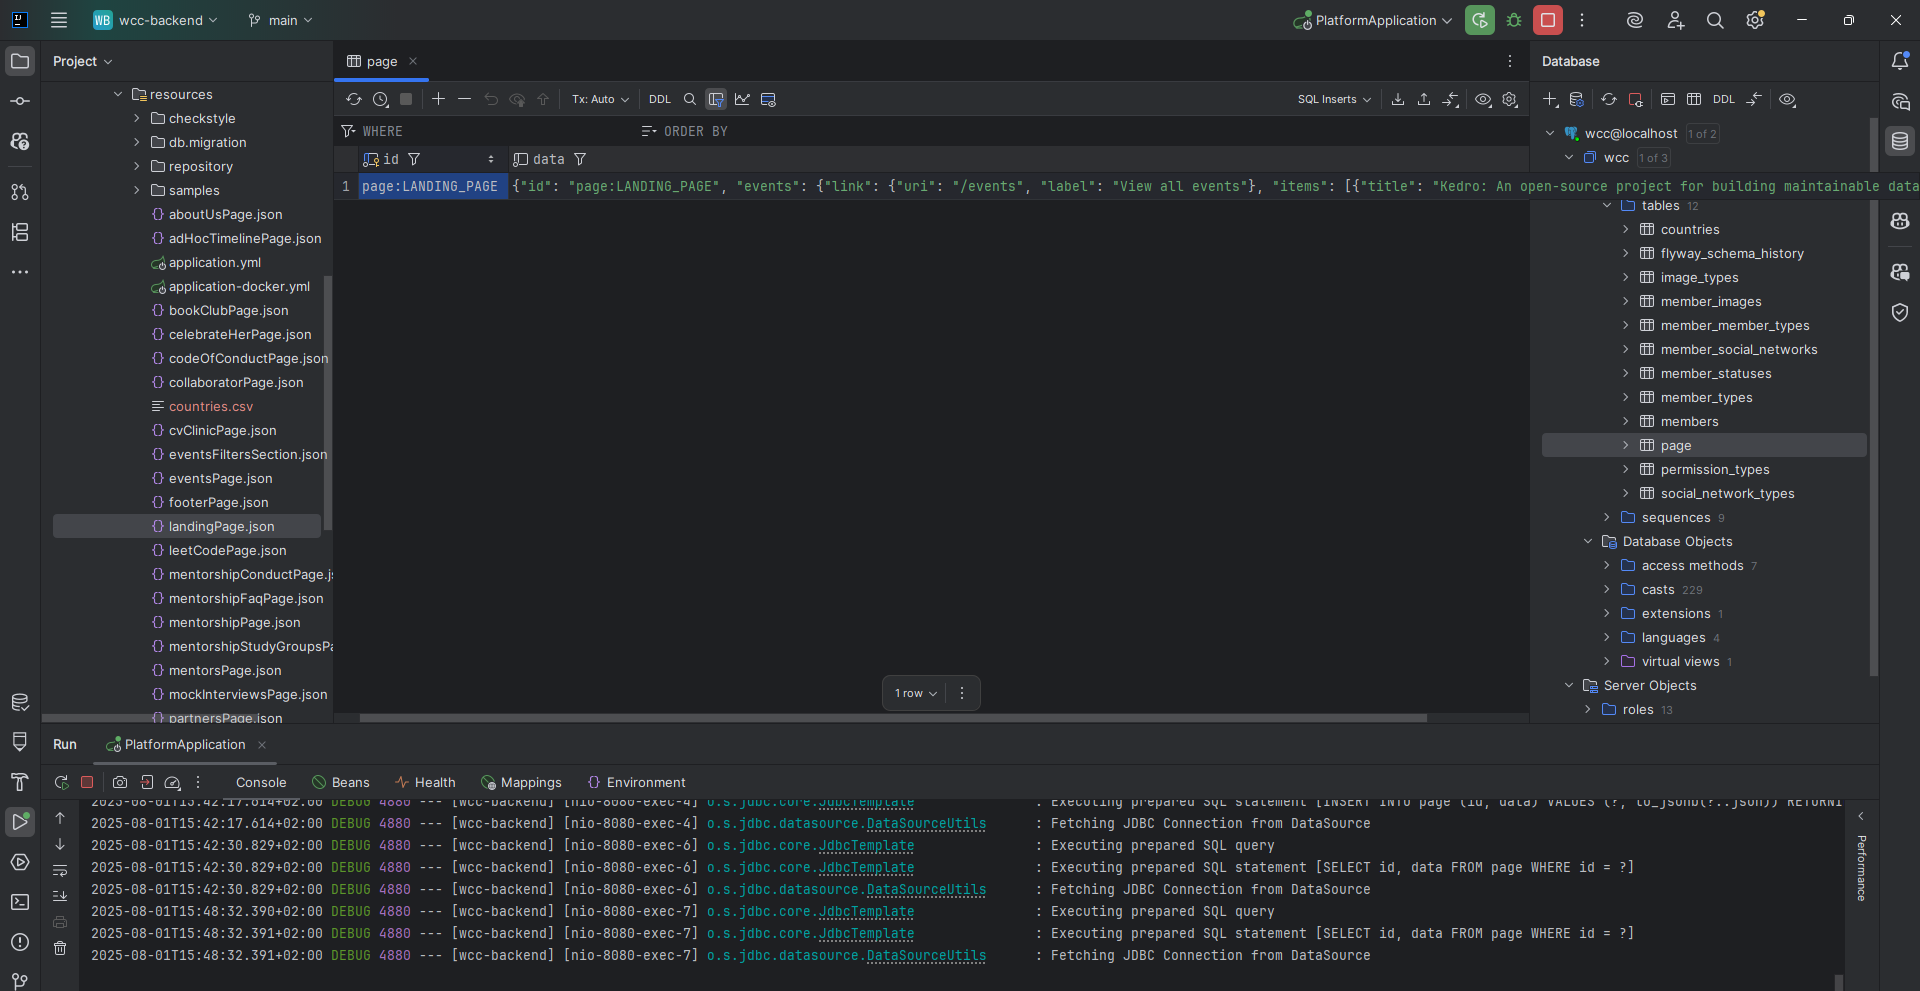 WB wcc-backend main PlatformApplication
Project
resources
checkstyle
db.migration
repository
samples
aboutUsPage.json
adHocTimelinePage.json
application.yml
application-docker.yml
bookClubPage.json
celebrateHerPage.json
codeOfConductPage.json
collaboratorPage.json
countries.csv
cvClinicPage.json
eventsFiltersSection.json
eventsPage.json
footerPage.json
landingPage.json
leetCodePage.json
mentorshipConductPage.js
mentorshipFaqPage.json
mentorshipPage.json
mentorshipStudyGroupsPa
mentorsPage.json
mockInterviewsPage.json
partnersPage.json
page
Tx: Auto DDL SQL Inserts
WHERE ORDER BY
id data
1 page:LANDING_PAGE {"id": "page:LANDING_PAGE", "events": {"link": {"uri": "/events", "label": "View all events"}, "items": [{"title": "Kedro: An open-source project for building maintainable data
1 row
Database
DDL
wcc@localhost 1 of 2
wcc 1 of 3
tables 12
countries
flyway_schema_history
image_types
member_images
member_member_types
member_social_networks
member_statuses
member_types
members
page
permission_types
social_network_types
sequences 9
Database Objects
access methods 7
casts 229
extensions 1
languages 4
virtual views 1
Server Objects
roles 13
Run PlatformApplication
Console Beans Health Mappings Environment
2025-08-01T15:42:17.614+02:00 DEBUG 4880 --- [wcc-backend] [nio-8080-exec-4] o.s.jdbc.core.JdbcTemplate : Executing prepared SQL statement [INSERT INTO page (id, data) VALUES (?, to_jsonb(?::json)) RETURNI
2025-08-01T15:42:17.614+02:00 DEBUG 4880 --- [wcc-backend] [nio-8080-exec-4] o.s.jdbc.datasource.DataSourceUtils : Fetching JDBC Connection from DataSource
2025-08-01T15:42:30.829+02:00 DEBUG 4880 --- [wcc-backend] [nio-8080-exec-6] o.s.jdbc.core.JdbcTemplate : Executing prepared SQL query
2025-08-01T15:42:30.829+02:00 DEBUG 4880 --- [wcc-backend] [nio-8080-exec-6] o.s.jdbc.core.JdbcTemplate : Executing prepared SQL statement [SELECT id, data FROM page WHERE id = ?]
2025-08-01T15:42:30.829+02:00 DEBUG 4880 --- [wcc-backend] [nio-8080-exec-6] o.s.jdbc.datasource.DataSourceUtils : Fetching JDBC Connection from DataSource
2025-08-01T15:48:32.390+02:00 DEBUG 4880 --- [wcc-backend] [nio-8080-exec-7] o.s.jdbc.core.JdbcTemplate : Executing prepared SQL query
2025-08-01T15:48:32.391+02:00 DEBUG 4880 --- [wcc-backend] [nio-8080-exec-7] o.s.jdbc.core.JdbcTemplate : Executing prepared SQL statement [SELECT id, data FROM page WHERE id = ?]
2025-08-01T15:48:32.391+02:00 DEBUG 4880 --- [wcc-backend] [nio-8080-exec-7] o.s.jdbc.datasource.DataSourceUtils : Fetching JDBC Connection from DataSource
Performance